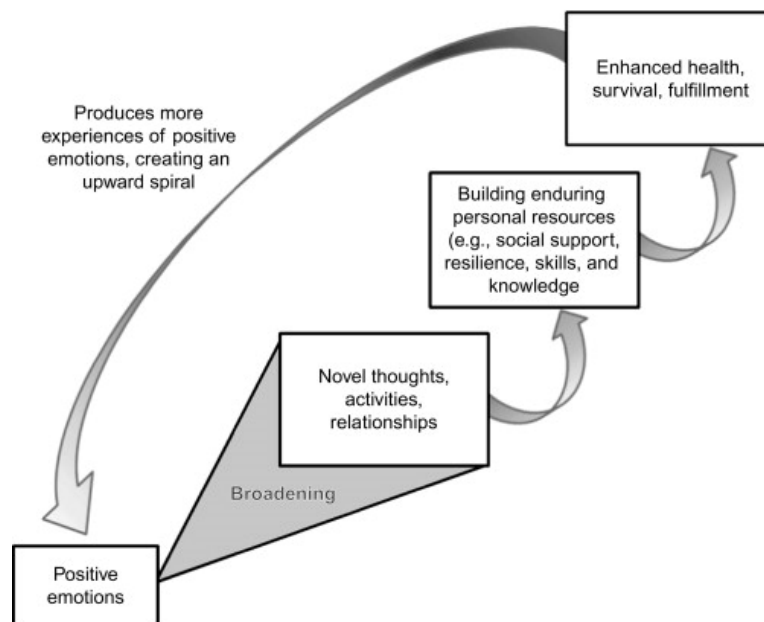 Enhanced health,
survival, fulfillment
Produces more
experiences of positive
emotions, creating an
upward spiral
Building enduring
personal resources
(e.g., social support,
resilience, skills, and
knowledge
Novel thoughts,
activities,
relationships
Broadening
Positive
emotions